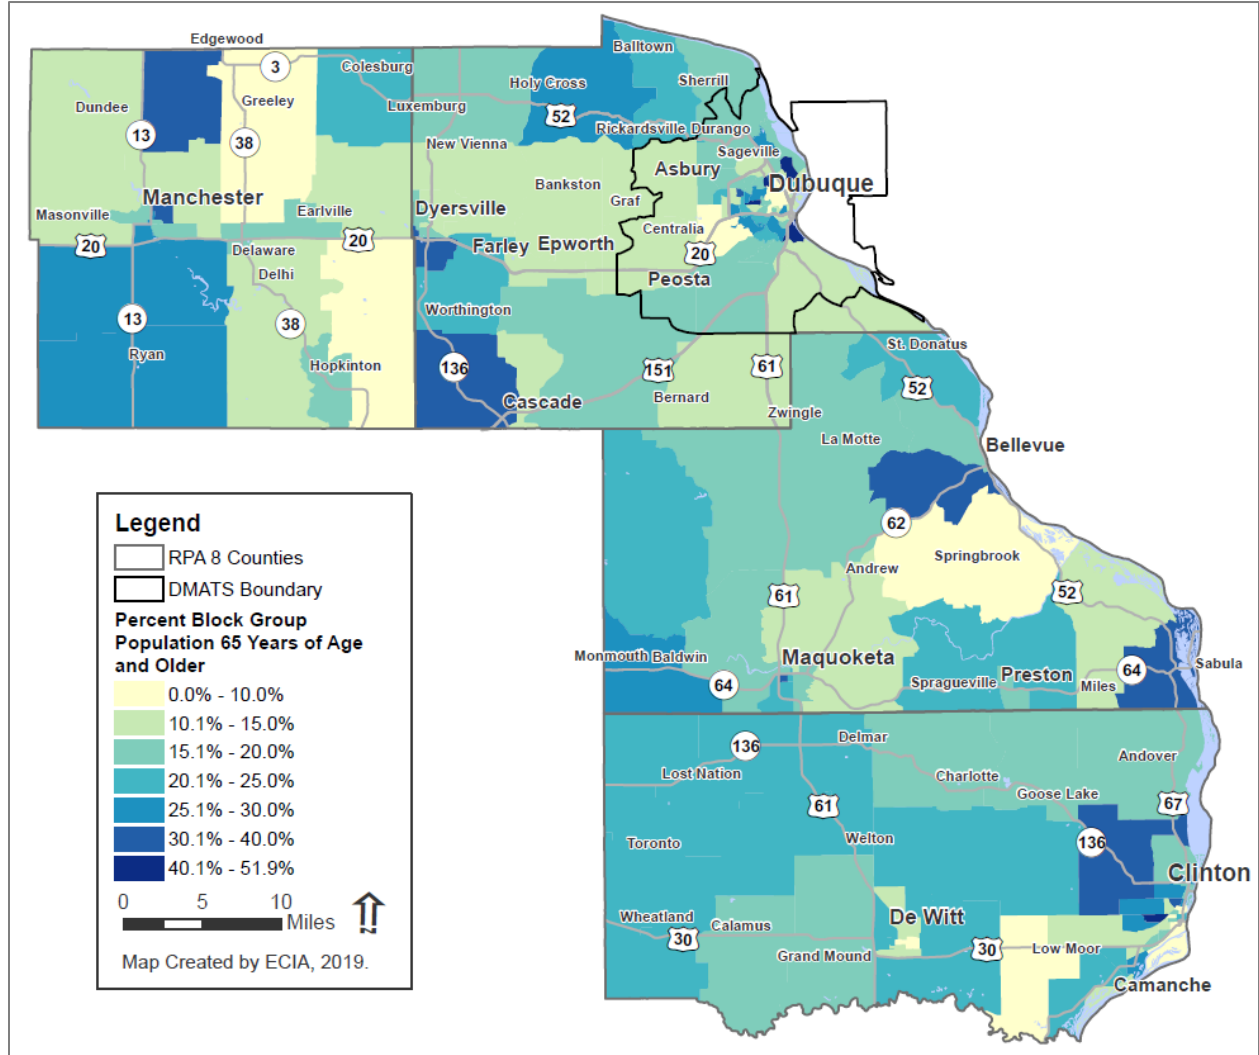 Edgewood
Balltown
3
Colesburg
Holy Cross
Sherrill
Dundee
Greeley
Luxemburg
52
13
38
New Vienna
Rickardsville
Durango
Sageville
Asbury
Bankston
Dubuque
Manchester
Graf
Masonville
Earlville
Dyersville
Centralia
20
20
Delaware
Farley
Epworth
20
Delhi
Peosta
13
38
Worthington
Ryan
Hopkinton
136
151
61
St. Donatus
52
Cascade
Bernard
Zwingle
La Motte
Bellevue
62
Springbrook
Andrew
61
52
Monmouth
Baldwin
Maquoketa
64
Spragueville
Preston
Miles
64
Sabula
136
Delmar
Andover
Lost Nation
Charlotte
Goose Lake
61
67
Toronto
Welton
136
Clinton
Wheatland
Calamus
De Witt
30
Grand Mound
30
Low Moor
Camanche
Legend
RPA 8 Counties
DMATS Boundary
Percent Block Group
Population 65 Years of Age
and Older
0.0% - 10.0%
10.1% - 15.0%
15.1% - 20.0%
20.1% - 25.0%
25.1% - 30.0%
30.1% - 40.0%
40.1% - 51.9%
0 5 10
Miles
N
Map Created by ECIA, 2019.